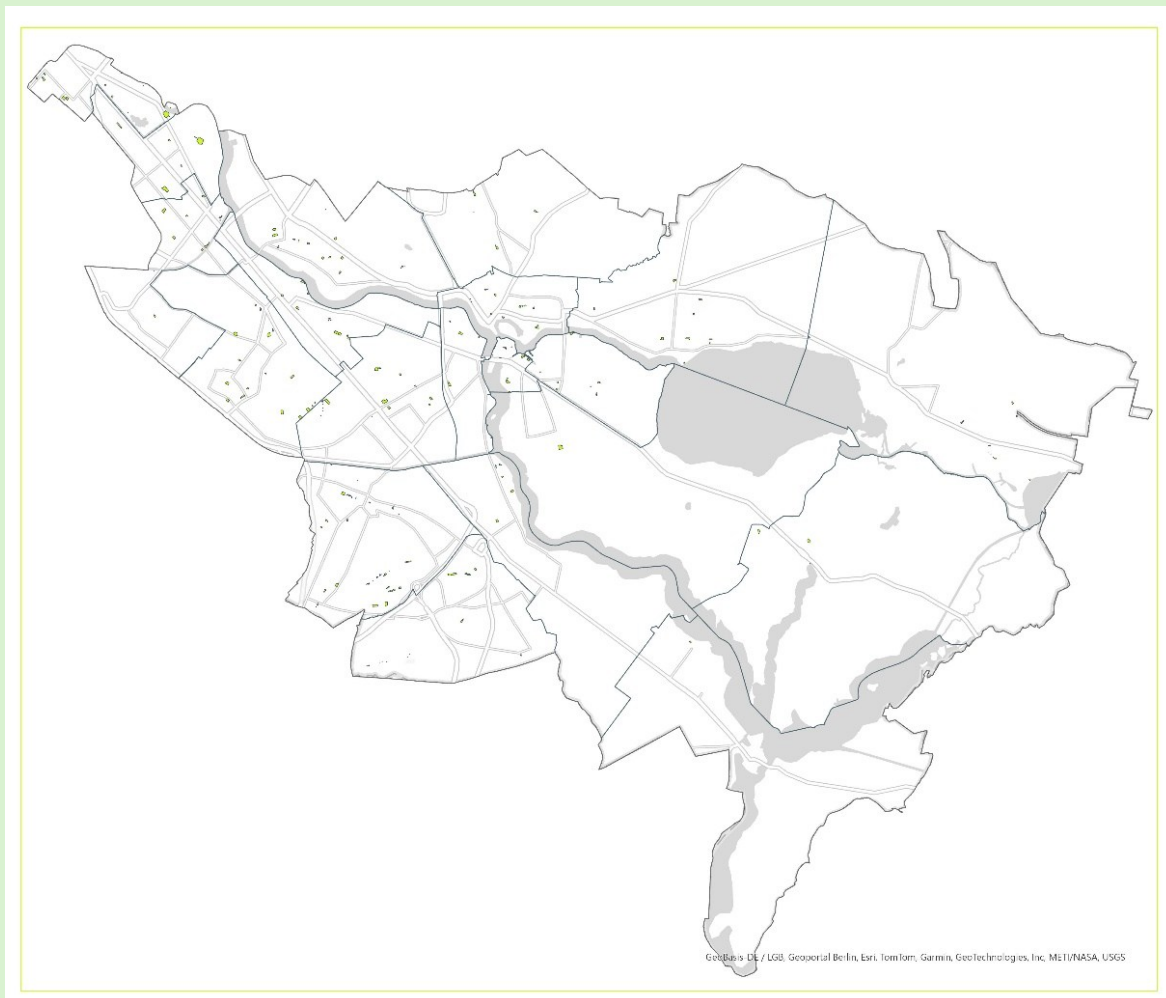 GeoBasis-DE / LGB, Geoportal Berlin, Esri, TomTom, Garmin, GeoTechnologies, Inc, METI/NASA, USGS